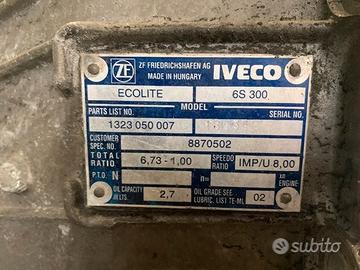 ZF FRIEDRICHSHAFEN AG
MADE IN HUNGARY
IVECO
ZF
ECOLITE
6S 300
PARTS LIST NO.
MODEL
SERIAL NO.
1323 050 007
CUSTOMER
SPEC. NO.
8870502
TOTAL
RATIO
6,73-1,00
SPEEDO
RATIO
IMP/U 8,00
P.T.O.
N
n=
x n ENGINE
OIL CAPACITY
IN LITS.
2,7
OIL GRADE SEE
LUBRIC. LIST TE-ML
02
subito